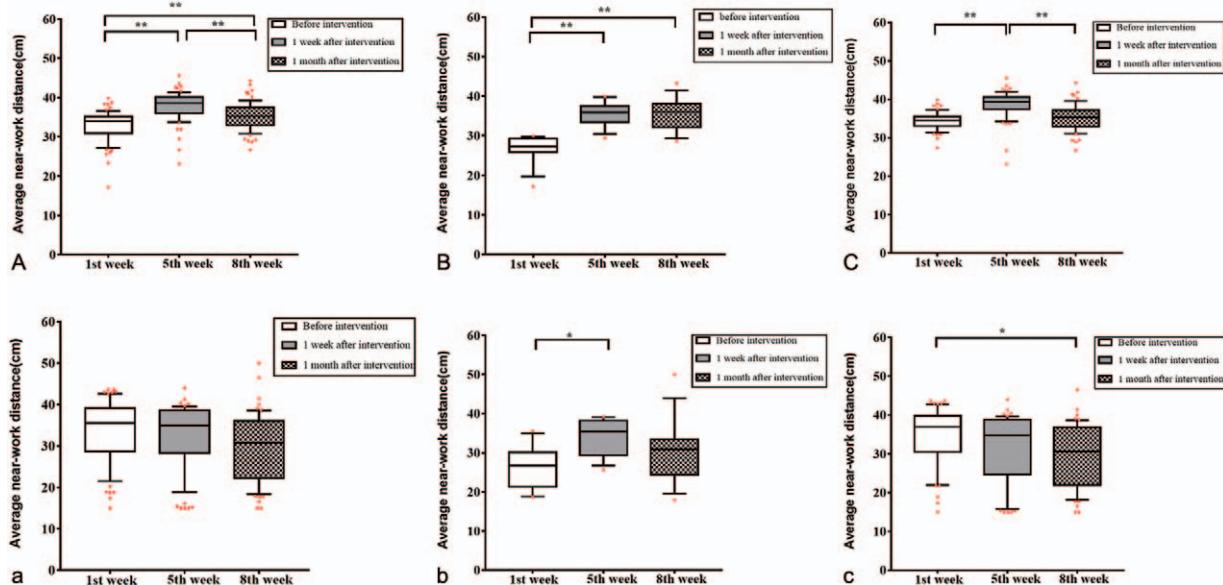 **
** **
Before intervention
1 week after intervention
1 month after intervention
Average near-work distance(cm)
60
50
40
30
20
10
0
1st week 5th week 8th week
A
**
**
before intervention
1 week after intervention
1 month after intervention
Average near-work distance(cm)
60
50
40
30
20
10
0
1st week 5th week 8th week
B
** **
Before intervention
1 week after intervention
1 month after intervention
Average near-work distance(cm)
60
50
40
30
20
10
0
1st week 5th week 8th week
C
Before intervention
1 week after intervention
1 month after intervention
Average near-work distance(cm)
60
50
40
30
20
10
0
1st week 5th week 8th week
a
*
Before intervention
1 week after intervention
1 month after intervention
Average near-work distance(cm)
60
50
40
30
20
10
0
1st week 5th week 8th week
b
*
Before intervention
1 week after intervention
1 month after intervention
Average near-work distance(cm)
60
50
40
30
20
10
0
1st week 5th week 8th week
c